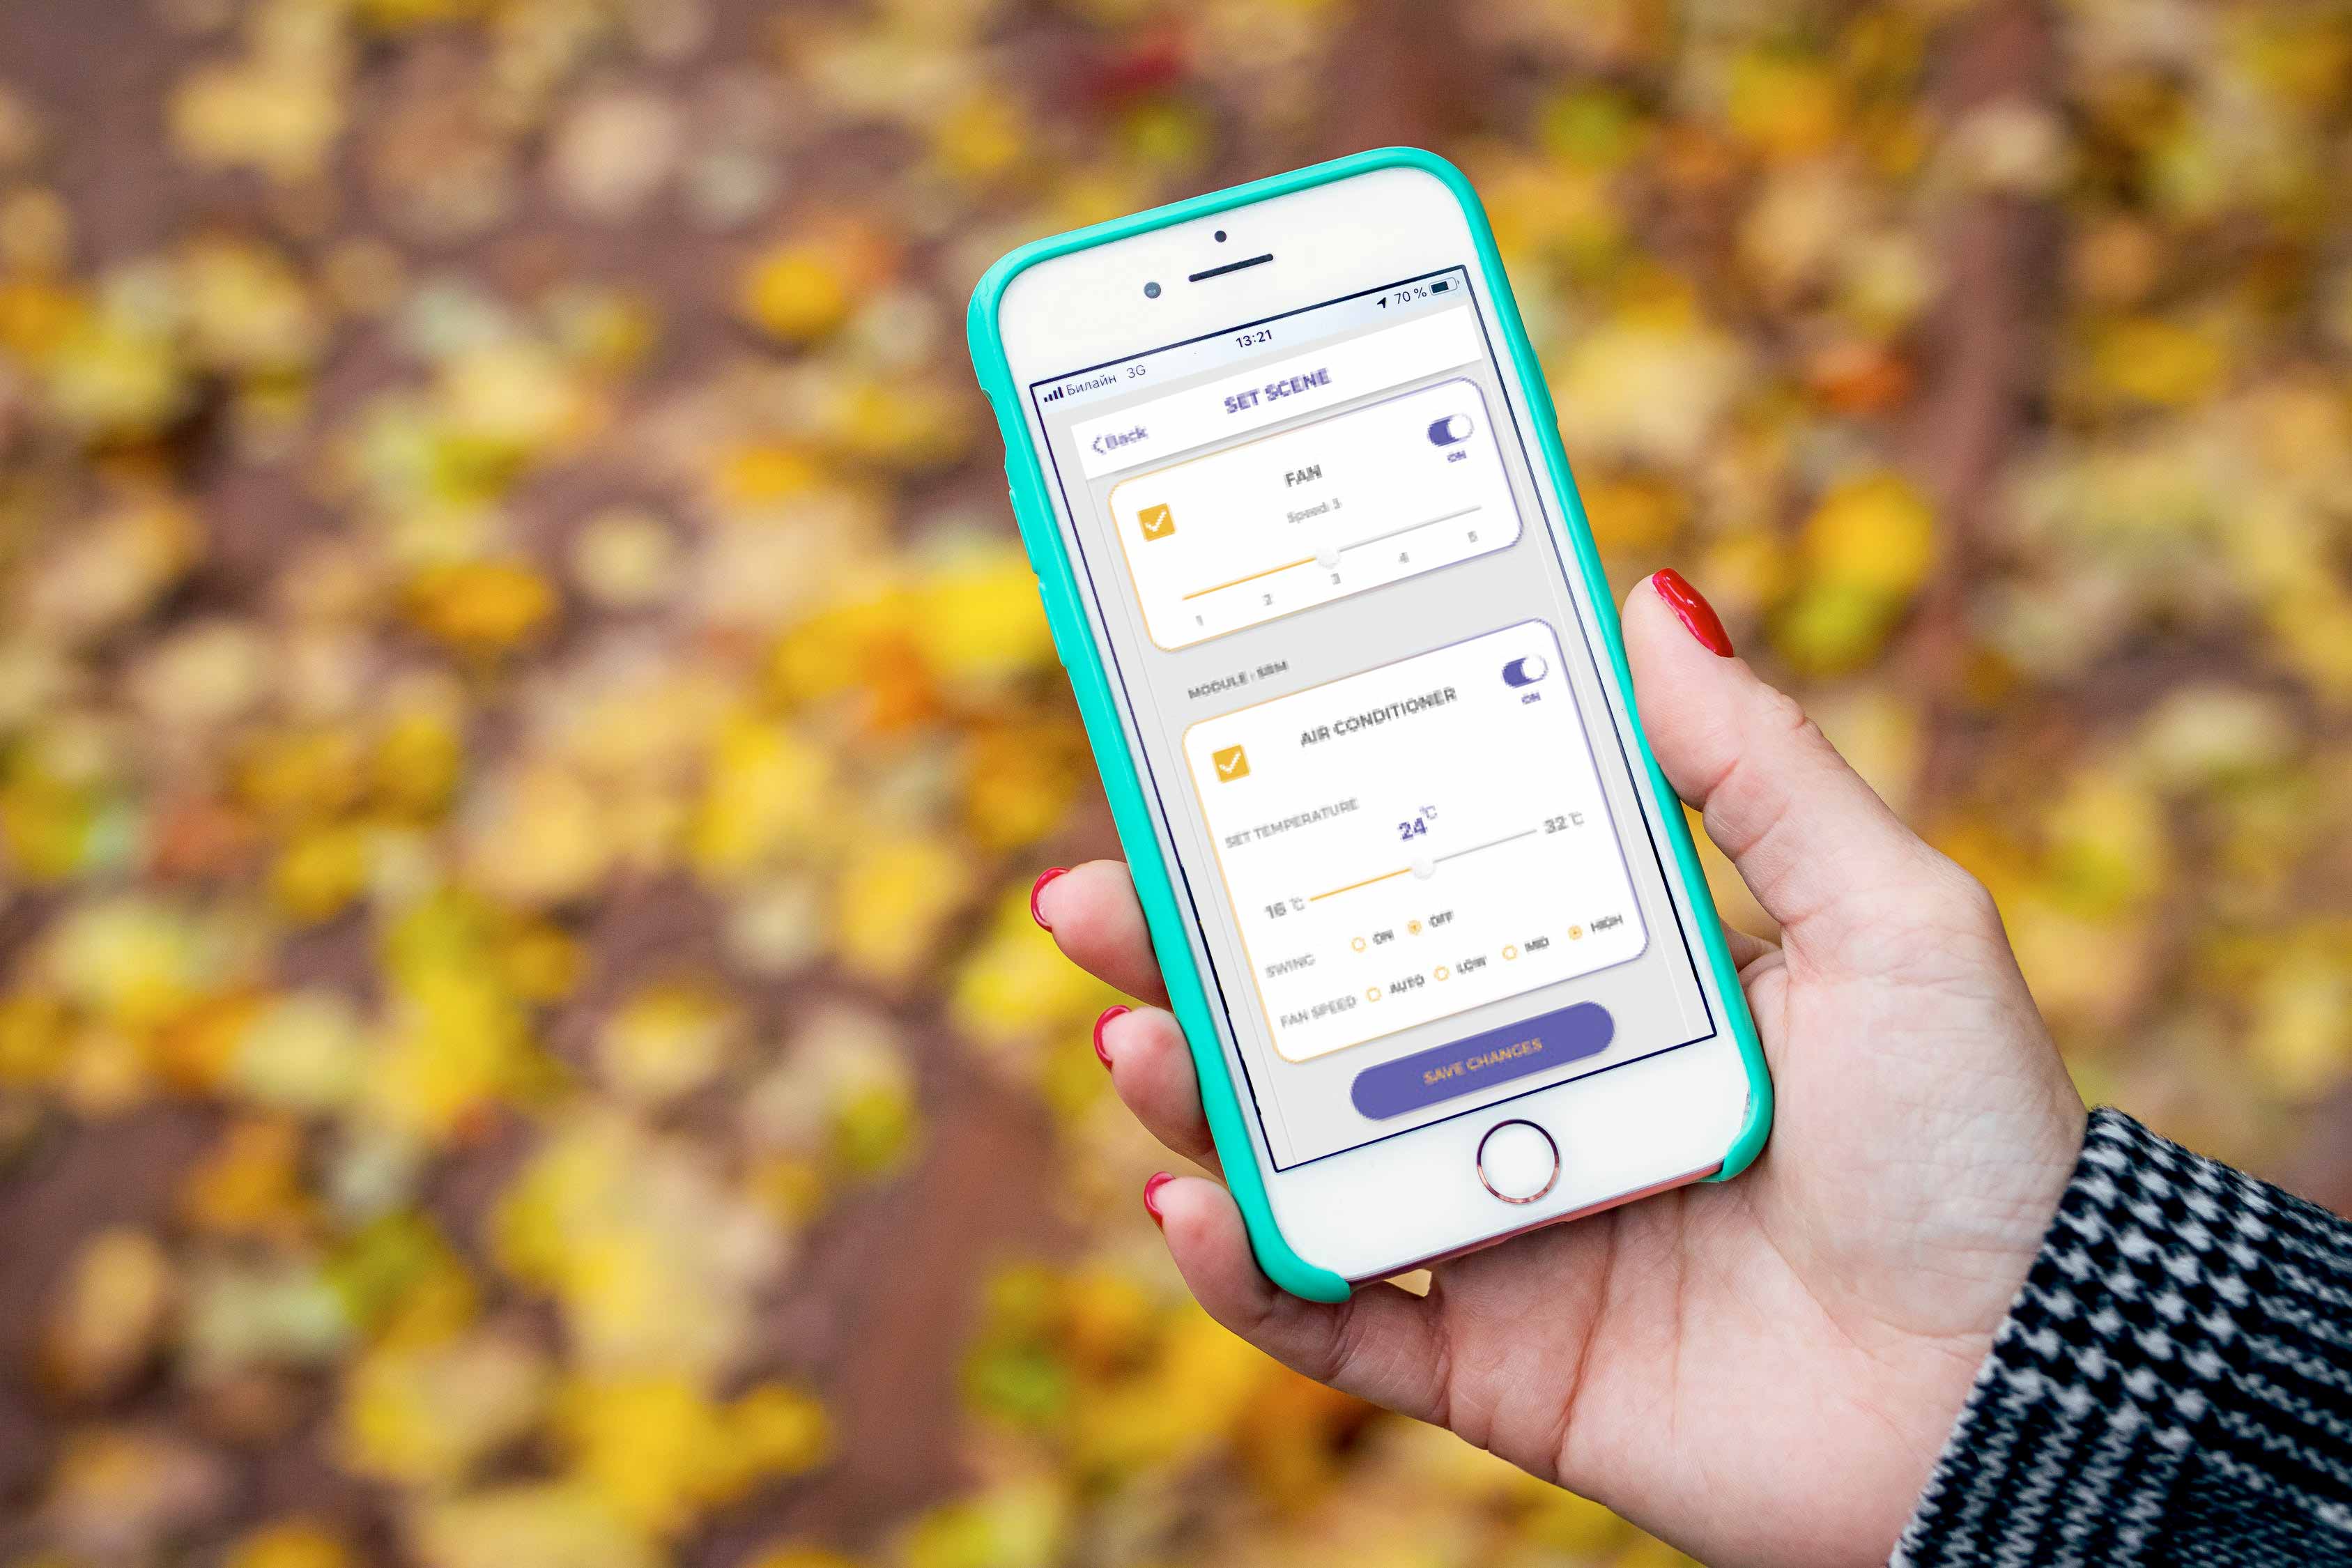 Билайн 3G 13:21 70 %
Back SET SCENE
FAN
ON
Speed: 3
1 2 3 4 5
MODULE : SBM
AIR CONDITIONER
ON
SET TEMPERATURE
24°C
16°C 32°C
SWING ON OFF
FAN SPEED AUTO LOW MID HIGH
SAVE CHANGES